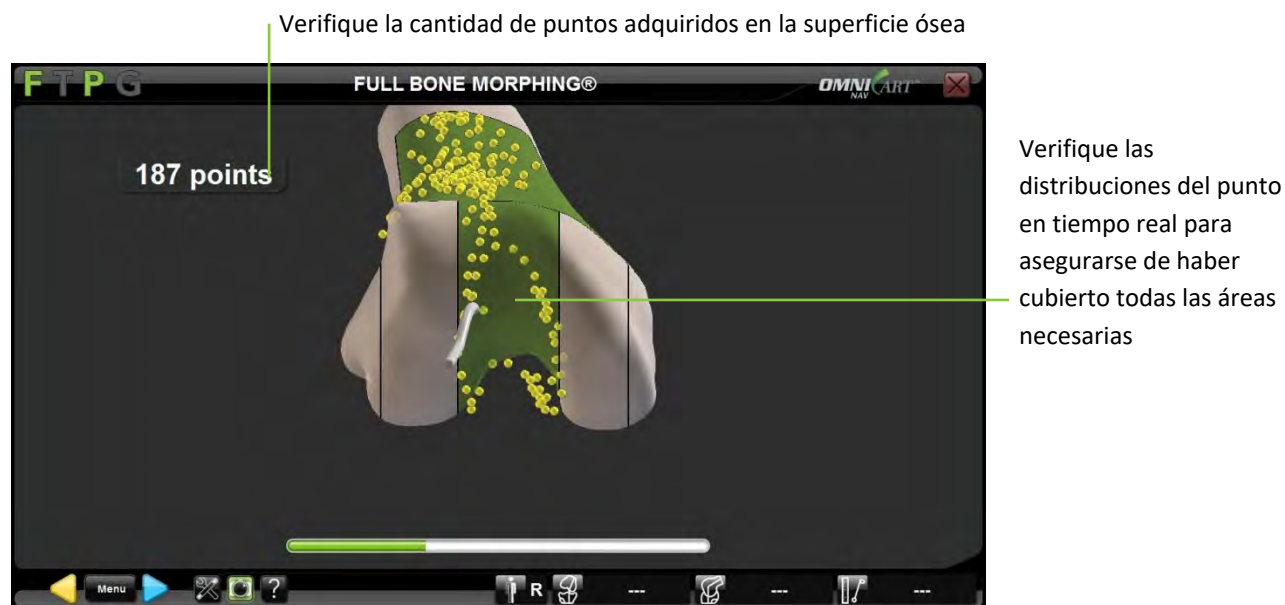 Verifique la cantidad de puntos adquiridos en la superficie ósea
F T P G
FULL BONE MORPHING®
OMNI CART™
NAV
187 points
Verifique las
distribuciones del punto
en tiempo real para
asegurarse de haber
cubierto todas las áreas
necesarias
Menu
?
R
---
---
---